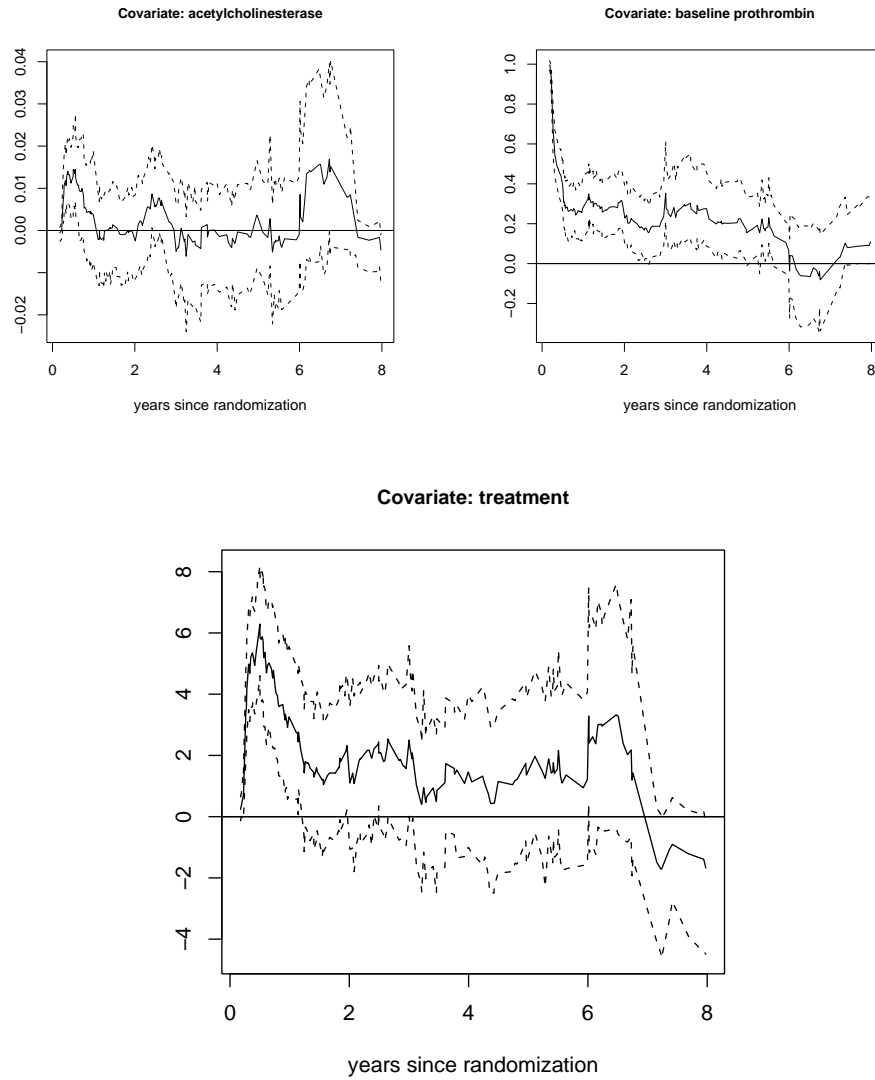 Covariate: acetylcholinesterase
0.04
0.03
0.02
0.01
0.00
−0.02
0 2 4 6 8
years since randomization
Covariate: baseline prothrombin
1.0
0.8
0.6
0.4
0.2
0.0
−0.2
0 2 4 6 8
years since randomization
Covariate: treatment
8
6
4
2
0
−2
−4
0 2 4 6 8
years since randomization